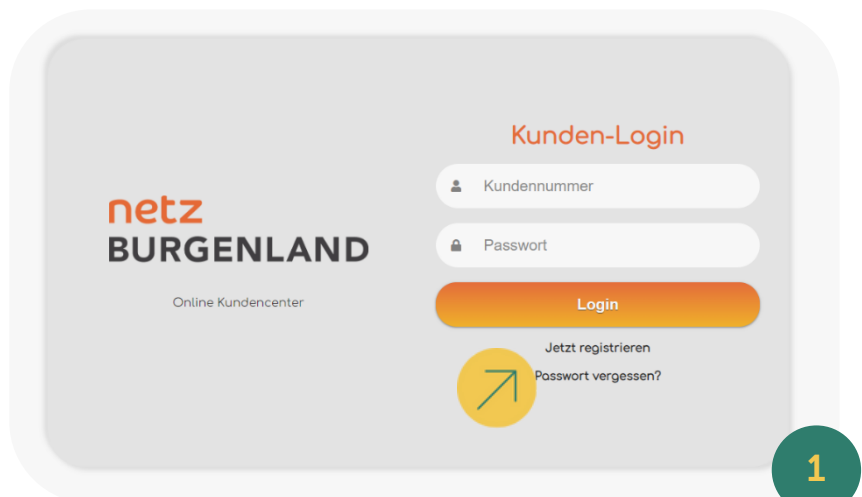 netz
BURGENLAND
Online Kundencenter
Kunden-Login
Kundennummer
Passwort
Login
Jetzt registrieren
Passwort vergessen?
1